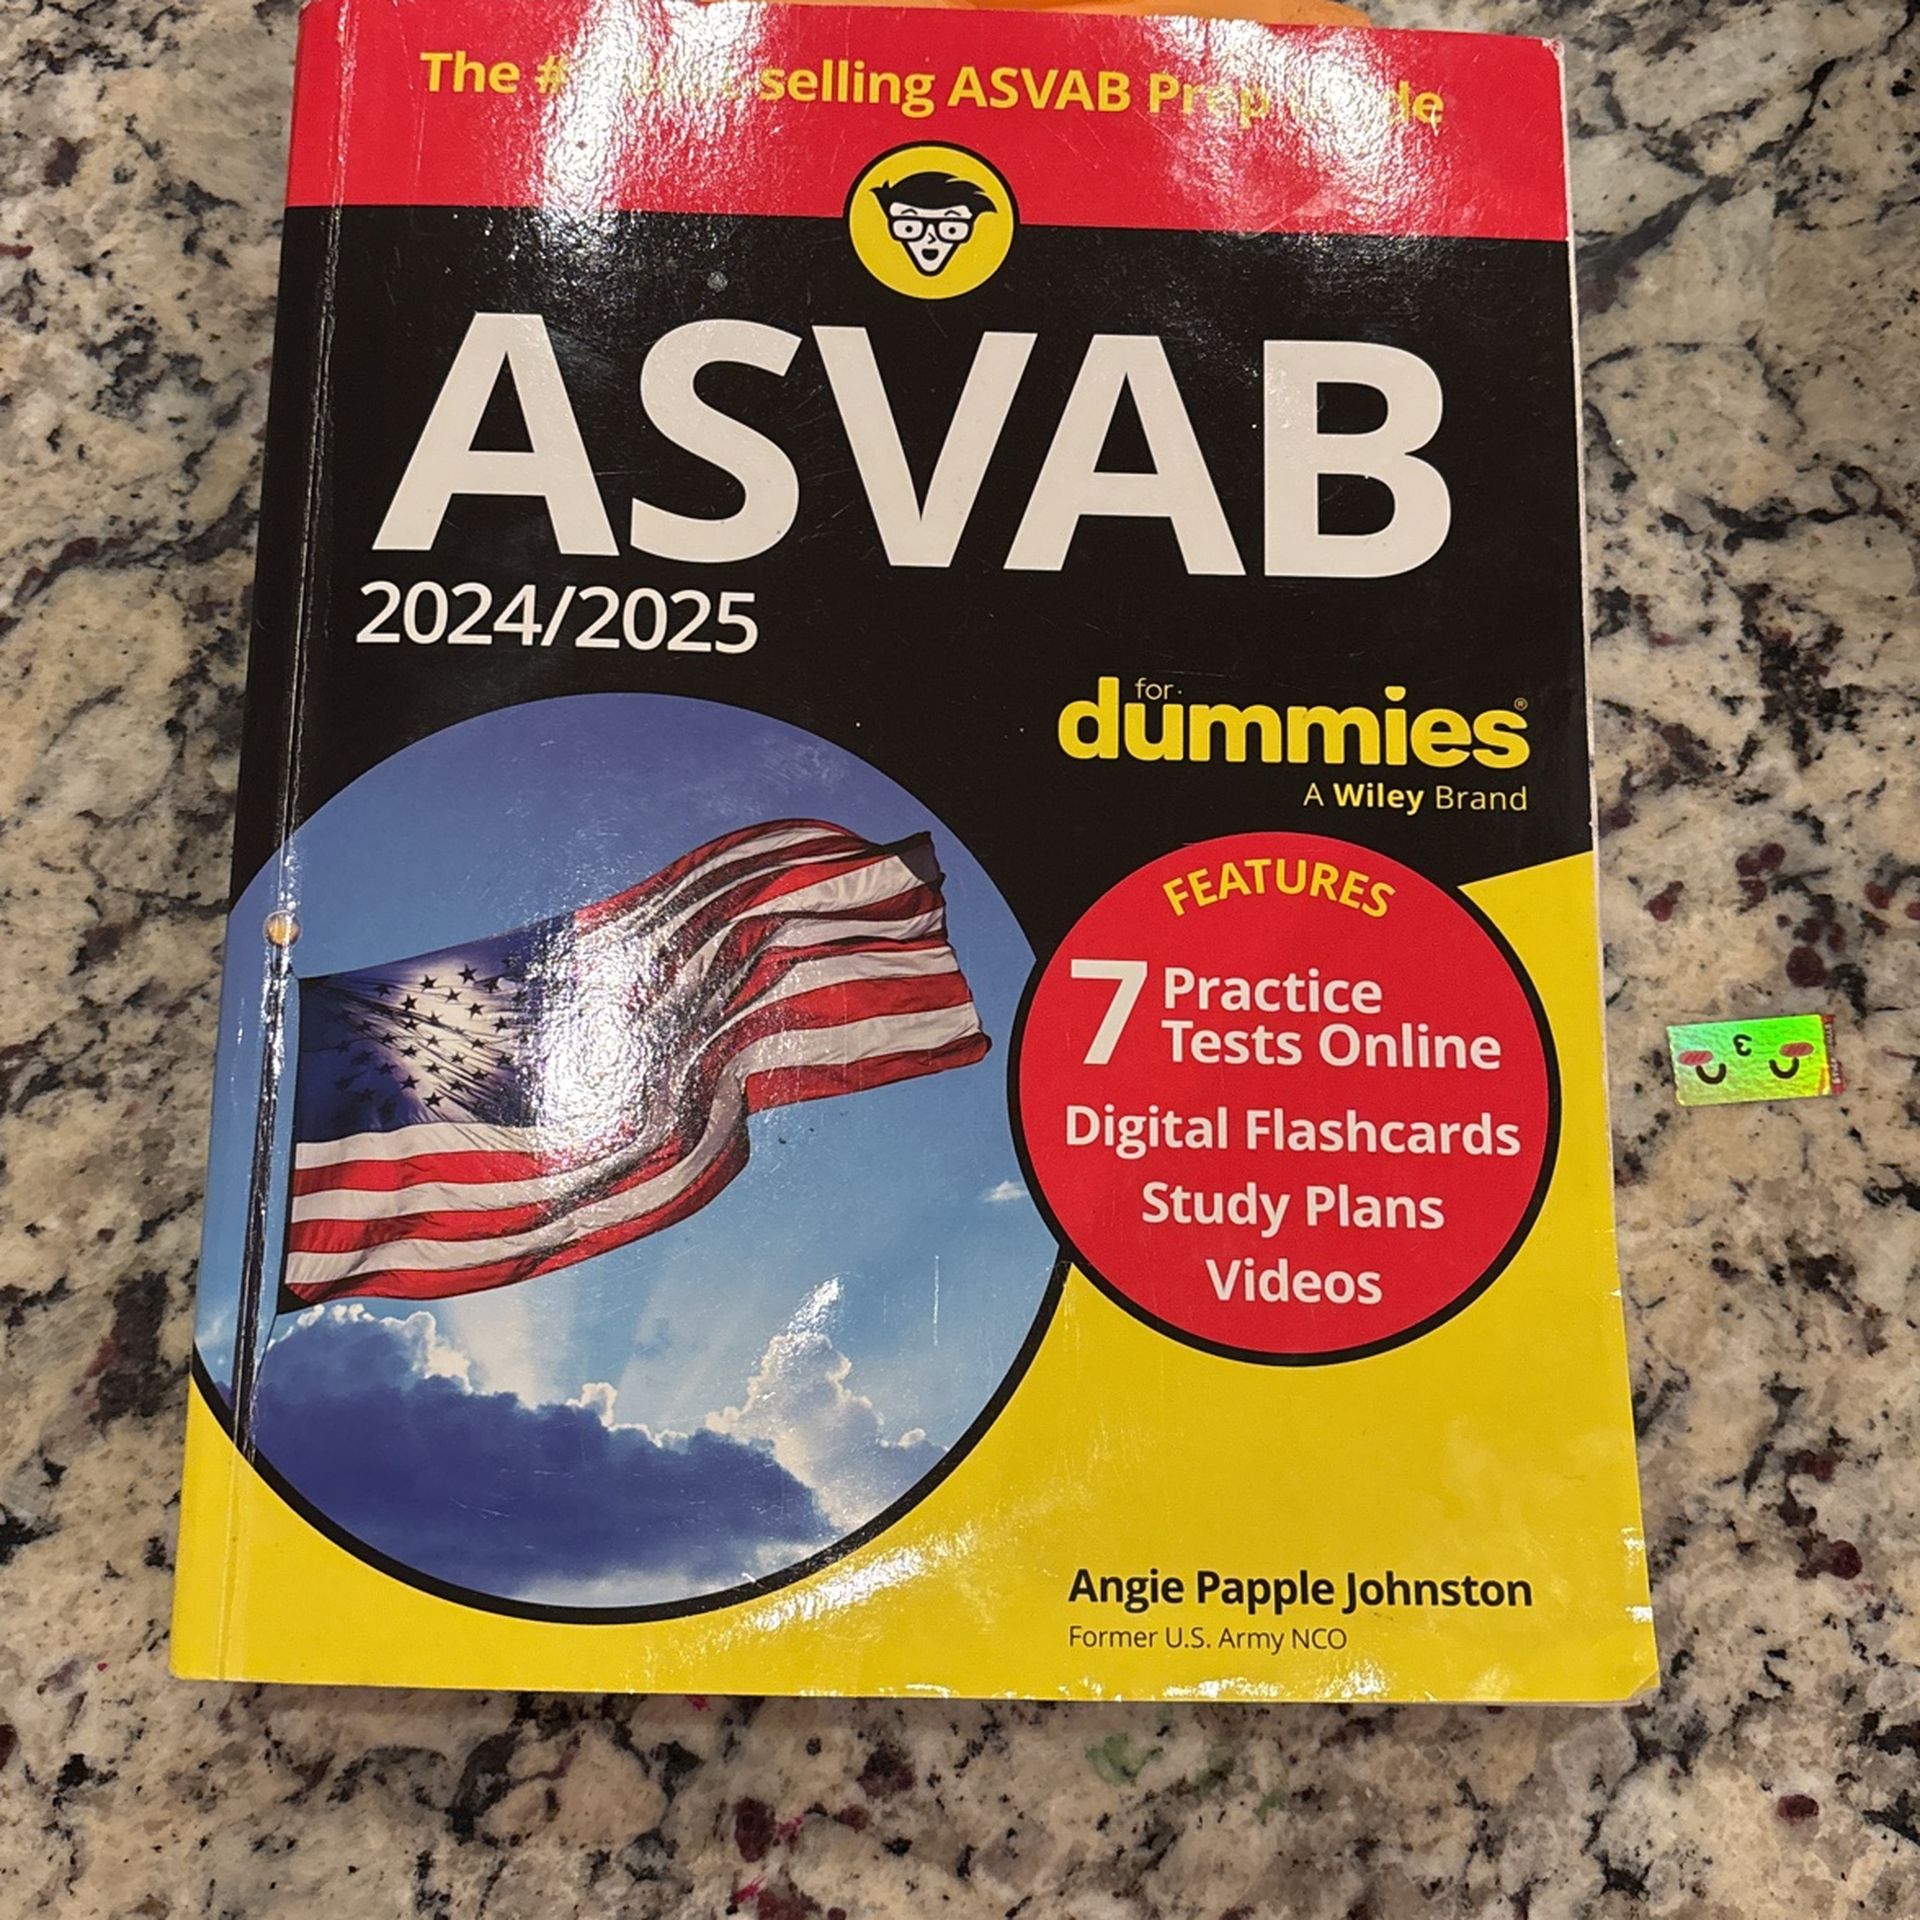 The # selling ASVAB Prep
ASVAB
2024/2025
for
dummies®
A Wiley Brand
FEATURES
7 Practice
Tests Online
Digital Flashcards
Study Plans
Videos
Angie Papple Johnston
Former U.S. Army NCO